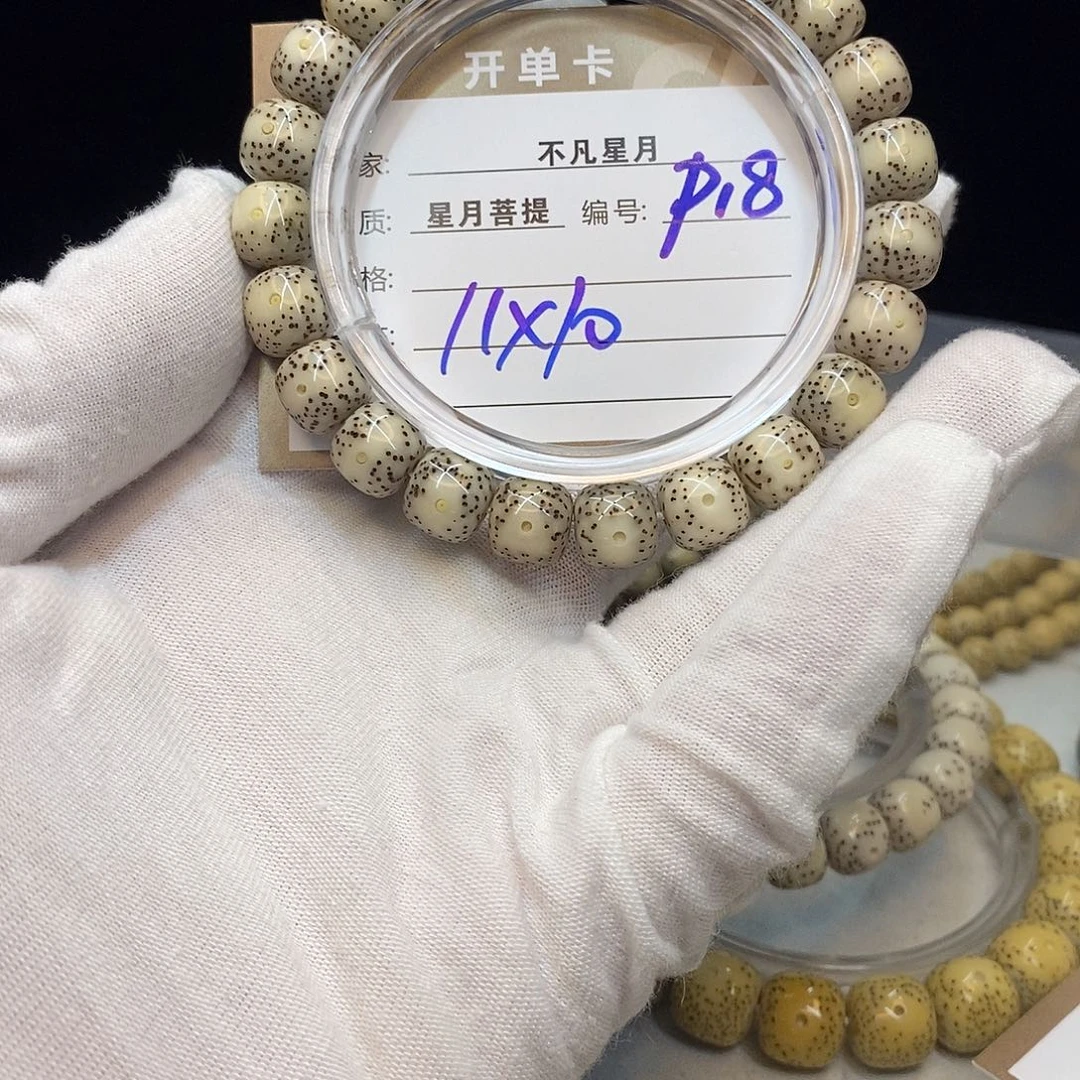 开单卡
家: 不凡星月
质: 星月菩提 编号: P18
格:
11X10